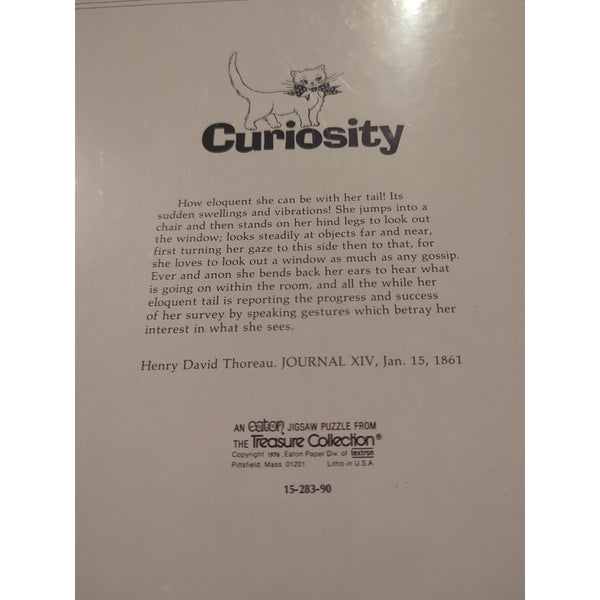 Curiosity
How eloquent she can be with her tail! Its
sudden swellings and vibrations! She jumps into a
chair and then stands on her hind legs to look out
the window; looks steadily at objects far and near,
first turning her gaze to this side then to that, for
she loves to look out a window as much as any gossip.
Ever and anon she bends back her ears to hear what
is going on within the room, and all the while her
eloquent tail is reporting the progress and success
of her survey by speaking gestures which betray her
interest in what she sees.
Henry David Thoreau. JOURNAL XIV, Jan. 15, 1861
AN eaton JIGSAW PUZZLE FROM
THE Treasure Collection®
Copyright 1976, Eaton Paper Div. of textron
Pittsfield, Mass. 01201 Litho in U.S.A.
15-283-90